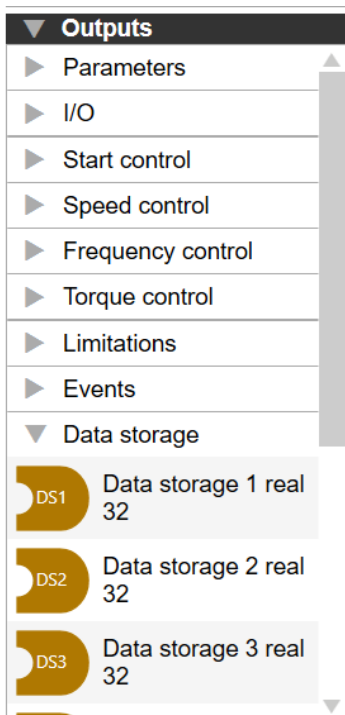 Outputs
Parameters
I/O
Start control
Speed control
Frequency control
Torque control
Limitations
Events
Data storage
DS1
Data storage 1 real
32
DS2
Data storage 2 real
32
DS3
Data storage 3 real
32